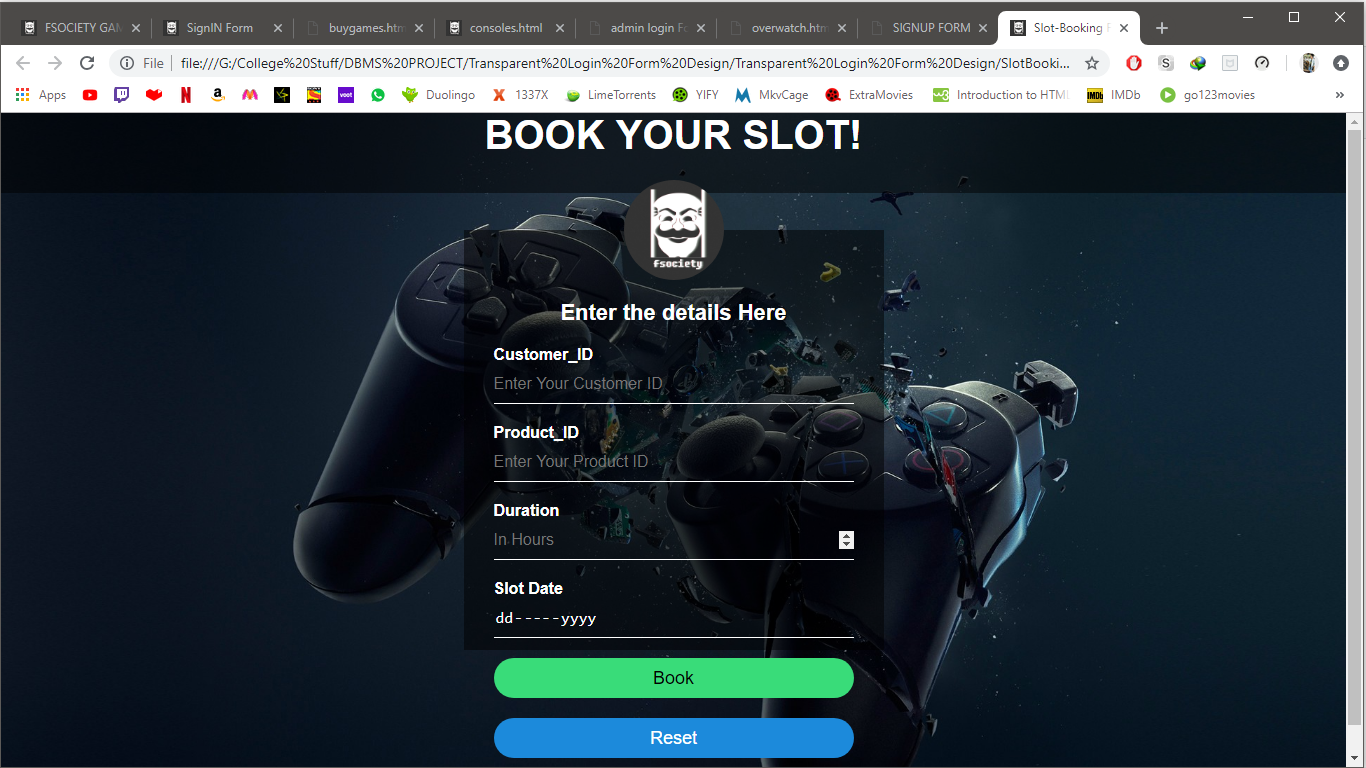 FSOCIETY GAM
SignIN Form
buygames.htm
consoles.html
admin login Fo
overwatch.htm
SIGNUP FORM
Slot-Booking F
File
file:///G:/College%20Stuff/DBMS%20PROJECT/Transparent%20Login%20Form%20Design/Transparent%20Login%20Form%20Design/SlotBooki...
Apps
Duolingo
1337X
LimeTorrents
YIFY
MkvCage
ExtraMovies
Introduction to HTM
IMDb
go123movies
»
BOOK YOUR SLOT!
fsociety
Enter the details Here
Customer_ID
Enter Your Customer ID
Product_ID
Enter Your Product ID
Duration
In Hours
Slot Date
dd-----yyyy
Book
Reset